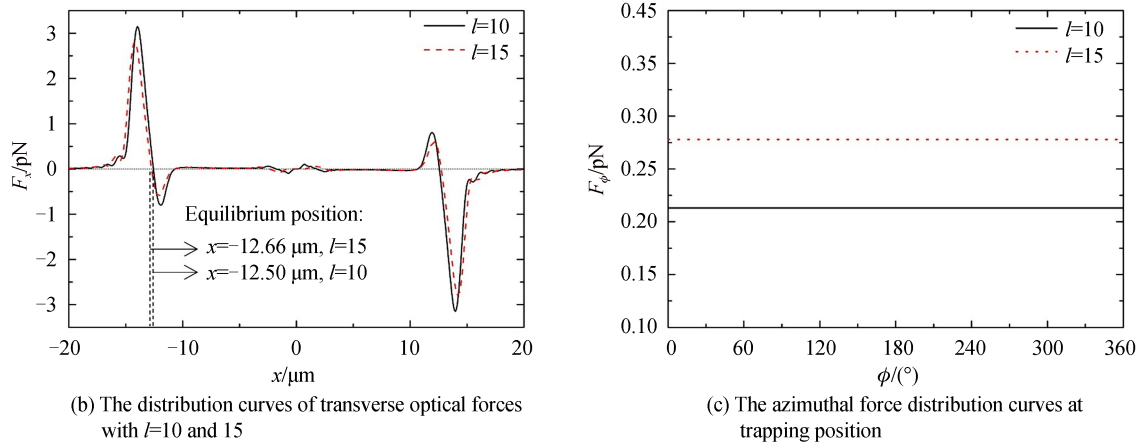 3
2
1
0
−1
−2
−3
F_x/pN
l=10
l=15
Equilibrium position:
x=−12.66 μm, l=15
x=−12.50 μm, l=10
−20
−10
0
10
20
x/μm
(b) The distribution curves of transverse optical forces
with l=10 and 15
0.45
0.25
0.35
0.30
0.25
0.20
0.15
0.10
F_ϕ/pN
l=10
l=15
0
60
120
180
240
300
360
ϕ/(°)
(c) The azimuthal force distribution curves at
trapping position